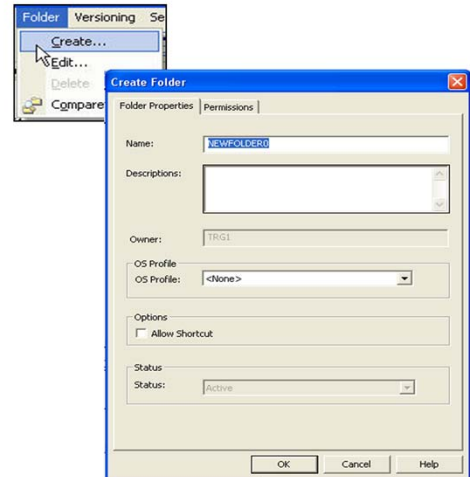 Folder Versioning Se
Create...
Edit...
Delete
Compare
Create Folder
Folder Properties Permissions
Name: NEWFOLDER0
Descriptions:
Owner: TRG1
OS Profile
OS Profile: <None>
Options
Allow Shortcut
Status
Status: Active
OK Cancel Help